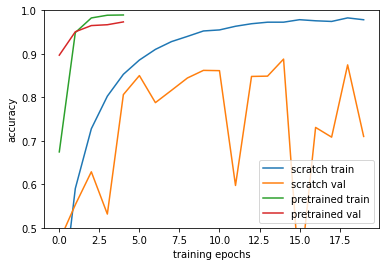 1.0
0.9
0.8
0.7
0.6
0.5
accuracy
scratch train
scratch val
pretrained train
pretrained val
0.0 2.5 5.0 7.5 10.0 12.5 15.0 17.5
training epochs